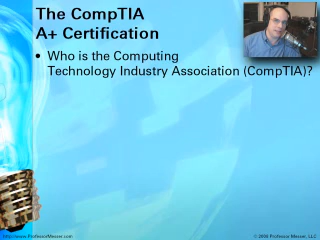 The CompTIA
A+ Certification
• Who is the Computing
Technology Industry Association (CompTIA)?
http://www.ProfessorMesser.com
© 2006 Professor Messer, LLC